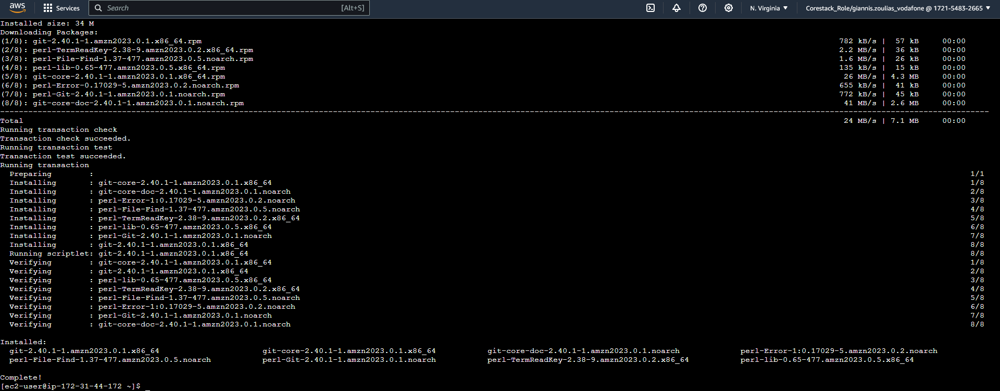 aws Services Search [Alt+S] N. Virginia Corestack_Role/giannis.zoulias_vodafone @ 1721-5483-2665
Installed size: 34 M
Downloading Packages:
(1/8): git-2.40.1-1.amzn2023.0.1.x86_64.rpm 782 kB/s | 57 kB 00:00
(2/8): perl-TermReadKey-2.38-9.amzn2023.0.2.x86_64.rpm 2.2 MB/s | 36 kB 00:00
(3/8): perl-File-Find-1.37-477.amzn2023.0.5.noarch.rpm 1.6 MB/s | 26 kB 00:00
(4/8): perl-lib-0.65-477.amzn2023.0.5.x86_64.rpm 135 kB/s | 15 kB 00:00
(5/8): git-core-2.40.1-1.amzn2023.0.1.x86_64.rpm 26 MB/s | 4.3 MB 00:00
(6/8): perl-Error-0.17029-5.amzn2023.0.2.noarch.rpm 655 kB/s | 41 kB 00:00
(7/8): perl-Git-2.40.1-1.amzn2023.0.1.noarch.rpm 772 kB/s | 45 kB 00:00
(8/8): git-core-doc-2.40.1-1.amzn2023.0.1.noarch.rpm 41 MB/s | 2.6 MB 00:00
Total 24 MB/s | 7.1 MB 00:00
Running transaction check
Transaction check succeeded.
Running transaction test
Transaction test succeeded.
Running transaction
Preparing : 1/1
Installing : git-core-2.40.1-1.amzn2023.0.1.x86_64 1/8
Installing : git-core-doc-2.40.1-1.amzn2023.0.1.noarch 2/8
Installing : perl-Error-1:0.17029-5.amzn2023.0.2.noarch 3/8
Installing : perl-File-Find-1.37-477.amzn2023.0.5.noarch 4/8
Installing : perl-TermReadKey-2.38-9.amzn2023.0.2.x86_64 5/8
Installing : perl-lib-0.65-477.amzn2023.0.5.x86_64 6/8
Installing : perl-Git-2.40.1-1.amzn2023.0.1.noarch 7/8
Installing : git-2.40.1-1.amzn2023.0.1.x86_64 8/8
Running scriptlet: git-2.40.1-1.amzn2023.0.1.x86_64 8/8
Verifying : git-core-2.40.1-1.amzn2023.0.1.x86_64 1/8
Verifying : git-2.40.1-1.amzn2023.0.1.x86_64 2/8
Verifying : perl-lib-0.65-477.amzn2023.0.5.x86_64 3/8
Verifying : perl-TermReadKey-2.38-9.amzn2023.0.2.x86_64 4/8
Verifying : perl-File-Find-1.37-477.amzn2023.0.5.noarch 5/8
Verifying : perl-Error-1:0.17029-5.amzn2023.0.2.noarch 6/8
Verifying : perl-Git-2.40.1-1.amzn2023.0.1.noarch 7/8
Verifying : git-core-doc-2.40.1-1.amzn2023.0.1.noarch 8/8
Installed:
git-2.40.1-1.amzn2023.0.1.x86_64 git-core-2.40.1-1.amzn2023.0.1.x86_64 git-core-doc-2.40.1-1.amzn2023.0.1.noarch perl-Error-1:0.17029-5.amzn2023.0.2.noarch
perl-File-Find-1.37-477.amzn2023.0.5.noarch perl-Git-2.40.1-1.amzn2023.0.1.noarch perl-TermReadKey-2.38-9.amzn2023.0.2.x86_64 perl-lib-0.65-477.amzn2023.0.5.x86_64
Complete!
[ec2-user@ip-172-31-44-172 ~]$ _